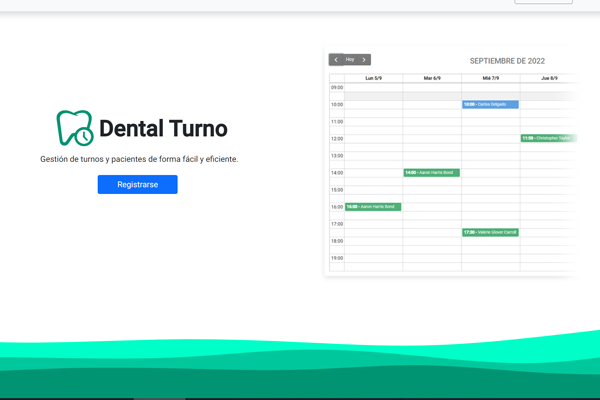 Dental Turno
Gestión de turnos y pacientes de forma fácil y eficiente.
Registrarse
Hoy
SEPTIEMBRE DE 2022
Lun 5/9 Mar 6/9 Mié 7/9 Jue 8/9
09:00
10:00
10:00 - Carlos Delgado
11:00
12:00
11:59 - Christopher
13:00
14:00
14:00 - Aaron Harris Bond
15:00
16:00
16:00 - Aaron Harris Bond
17:00
17:30 - Valerie Glover Carroll
18:00
19:00